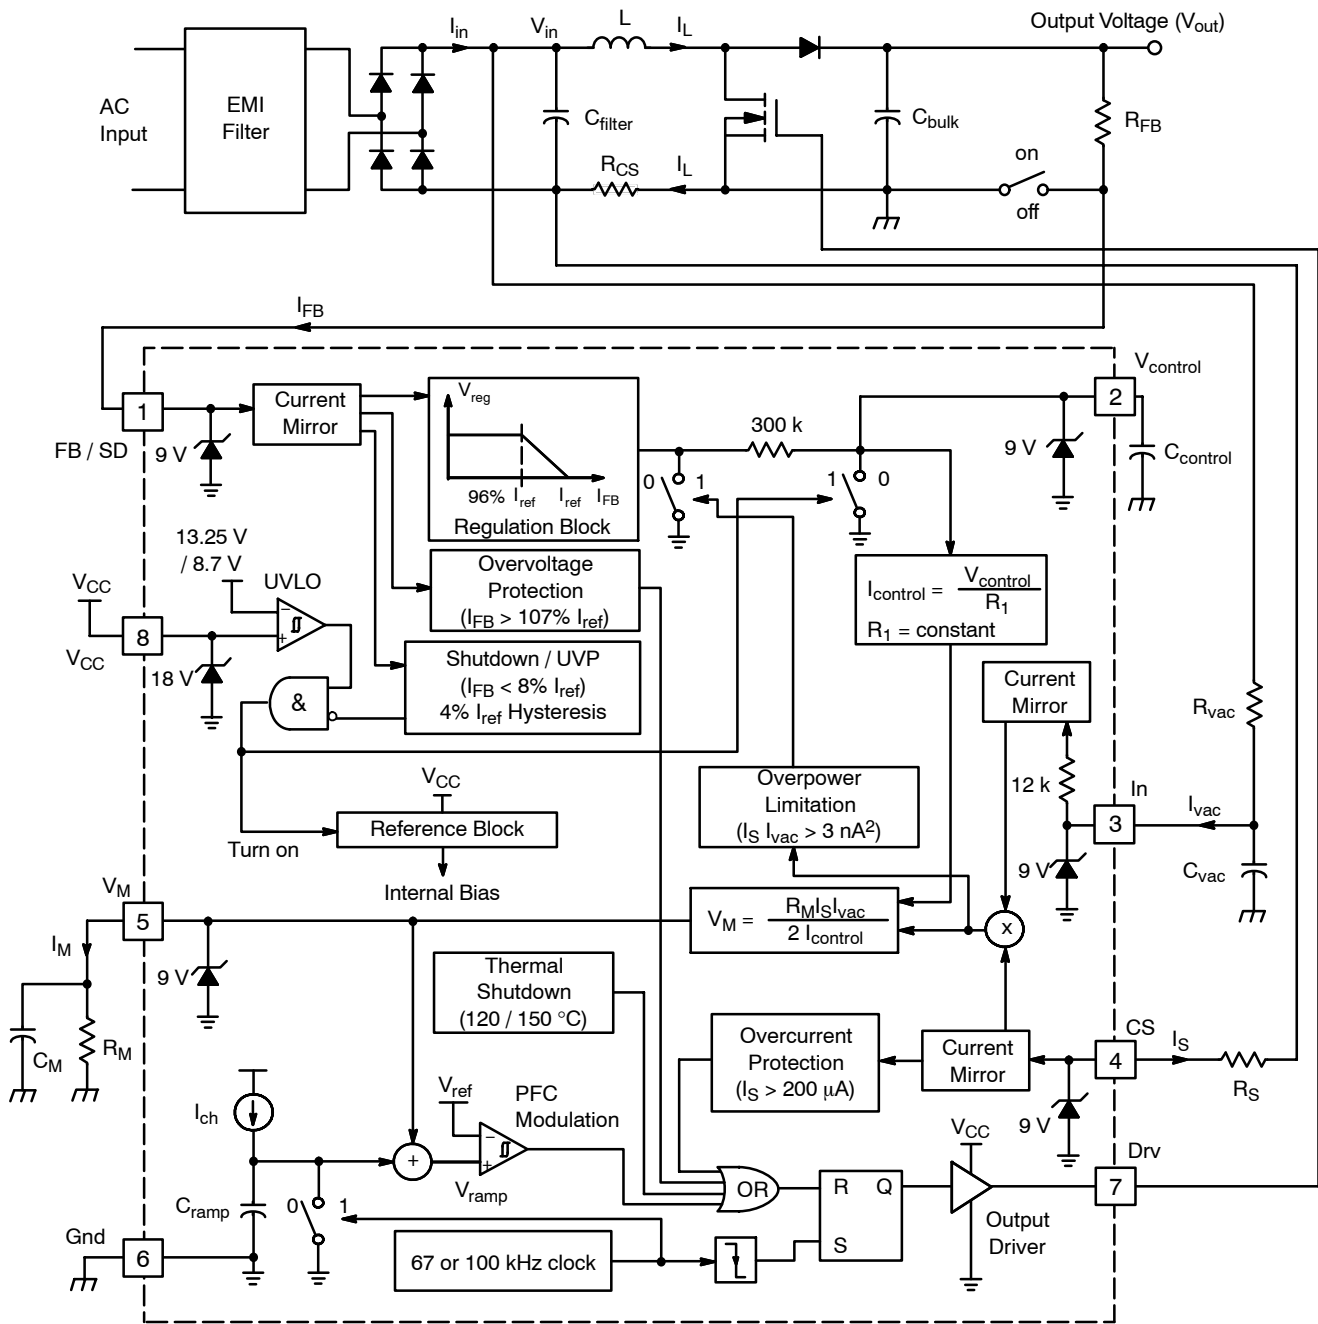 Output Voltage (Vout)
Iin
Vin
L
IL
AC
Input
EMI
Filter
Cfilter
Cbulk
RFB
RCS
IL
on
off
IFB
Vcontrol
1
Current
Mirror
Vreg
96% Iref
Iref
IFB
Regulation Block
300 k
2
FB / SD
9 V
0
1
1
0
9 V
Ccontrol
13.25 V
/ 8.7 V
UVLO
Overvoltage
Protection
(IFB > 107% Iref)
Icontrol = Vcontrol
R1
R1 = constant
VCC
8
VCC
−
+
18 V
&
Shutdown / UVP
(IFB < 8% Iref)
4% Iref Hysteresis
Current
Mirror
Rvac
12 k
VCC
Overpower
Limitation
(IS Ivac > 3 nA2)
In
3
Ivac
Reference Block
Turn on
Internal Bias
9 V
Cvac
VM
5
VM = RMISIvac
2 Icontrol
x
IM
9 V
Thermal
Shutdown
(120 / 150 °C)
CM
RM
Overcurrent
Protection
(IS > 200 μA)
Current
Mirror
CS
4
IS
RS
9 V
Ich
Vref
PFC
Modulation
−
+
+
Vramp
VCC
Drv
7
OR
R
Q
S
Output
Driver
Cramp
0
1
Gnd
6
67 or 100 kHz clock